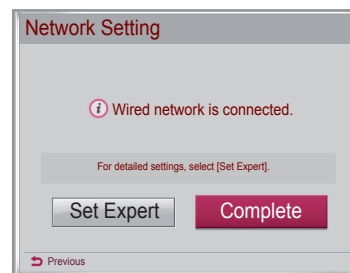 Network Setting
Wired network is connected.
For detailed settings, select [Set Expert].
Set Expert
Complete
Previous